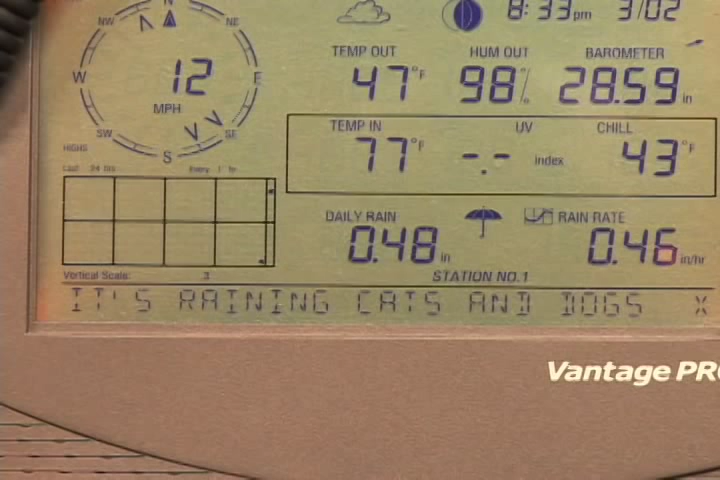 N
NW NE
8:33pm 3/02
TEMP OUT HUM OUT BAROMETER
W 12 E 47°F 98% 28.59in
MPH
TEMP IN UV CHILL
SW SE
S
HIGHS
77°F -.- index 43°F
Last 24 hrs Every 1 hr
DAILY RAIN RAIN RATE
0.48in 0.46in/hr
Vertical Scale: .3 STATION NO.1
IT'S RAINING CATS AND DOGS X
Vantage PRO